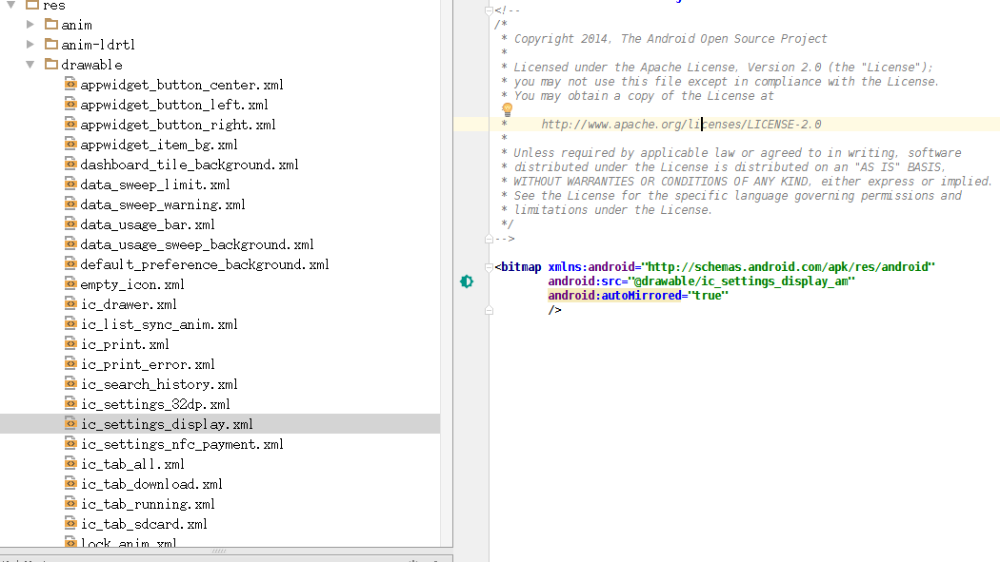 res
anim
anim-ldrtl
drawable
appwidget_button_center.xml
appwidget_button_left.xml
appwidget_button_right.xml
appwidget_item_bg.xml
dashboard_tile_background.xml
data_sweep_limit.xml
data_sweep_warning.xml
data_usage_bar.xml
data_usage_sweep_background.xml
default_preference_background.xml
empty_icon.xml
ic_drawer.xml
ic_list_sync_anim.xml
ic_print.xml
ic_print_error.xml
ic_search_history.xml
ic_settings_32dp.xml
ic_settings_display.xml
ic_settings_nfc_payment.xml
ic_tab_all.xml
ic_tab_download.xml
ic_tab_running.xml
ic_tab_sdcard.xml
lock_anim.xml
<!--
/*
* Copyright 2014, The Android Open Source Project
*
* Licensed under the Apache License, Version 2.0 (the "License");
* you may not use this file except in compliance with the License.
* You may obtain a copy of the License at
*     http://www.apache.org/licenses/LICENSE-2.0
*
* Unless required by applicable law or agreed to in writing, software
* distributed under the License is distributed on an "AS IS" BASIS,
* WITHOUT WARRANTIES OR CONDITIONS OF ANY KIND, either express or implied.
* See the License for the specific language governing permissions and
* limitations under the License.
*/
-->
<bitmap xmlns:android="http://schemas.android.com/apk/res/android"
android:src="@drawable/ic_settings_display_am"
android:autoMirrored="true"
/>